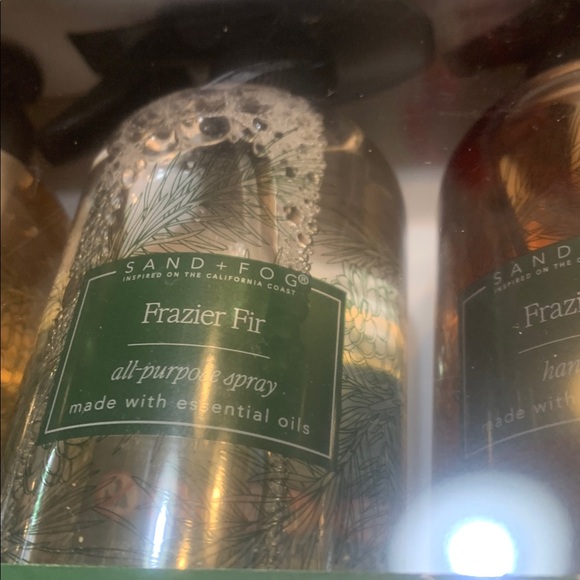 SAND + FOG®
INSPIRED ON THE CALIFORNIA COAST
Frazier Fir
all-purpose spray
made with essential oils
SAND
INSPIRED ON THE
Frazi
han
made with